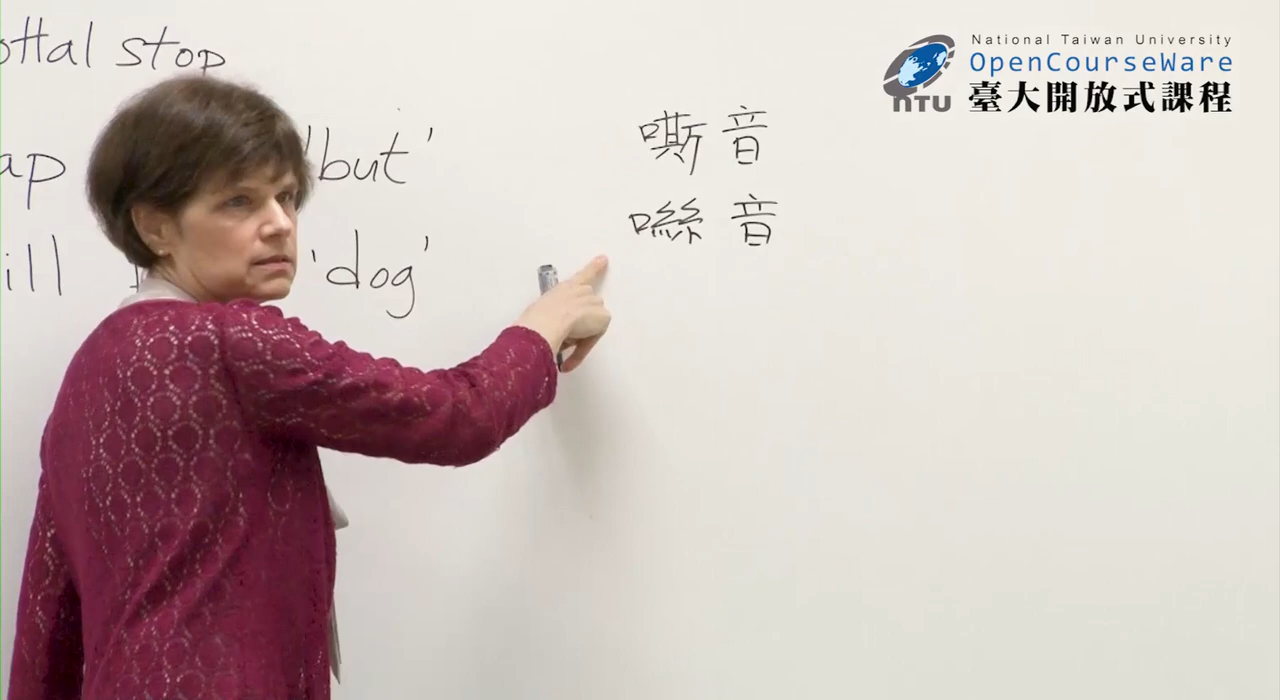 National Taiwan University
OpenCourseWare
臺大開放式課程
NTU
ottal stop
ap 'but'
ill 'dog'
嘶音
噝音